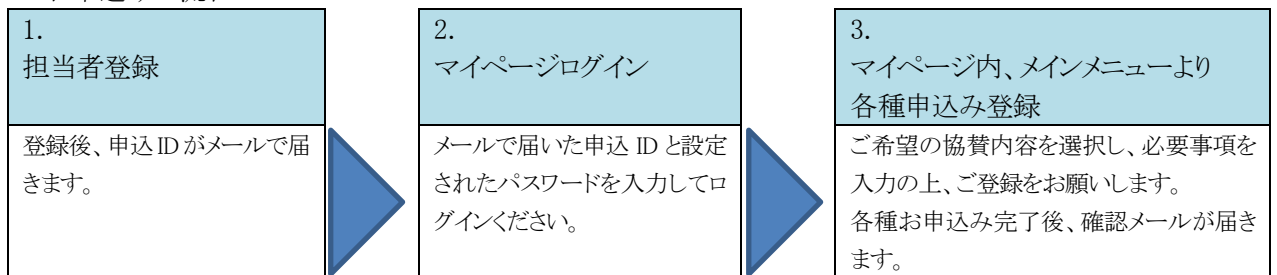 1.
担当者登録
登録後、申込 ID がメールで届
きます。
2.
マイページログイン
メールで届いた申込 ID と設定
されたパスワードを入力してロ
グインください。
3.
マイページ内、メインメニューより
各種申込み登録
ご希望の協賛内容を選択し、必要事項を
入力の上、ご登録をお願いします。
各種お申込み完了後、確認メールが届き
ます。